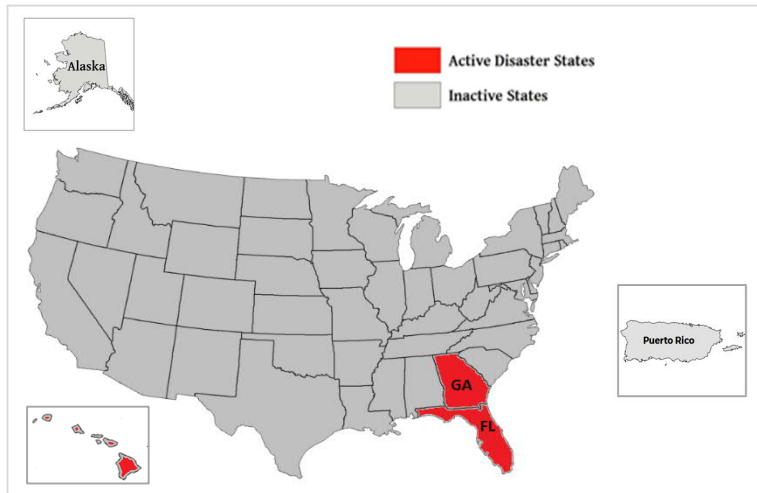 Alaska
Active Disaster States
Inactive States
Puerto Rico
GA
FL